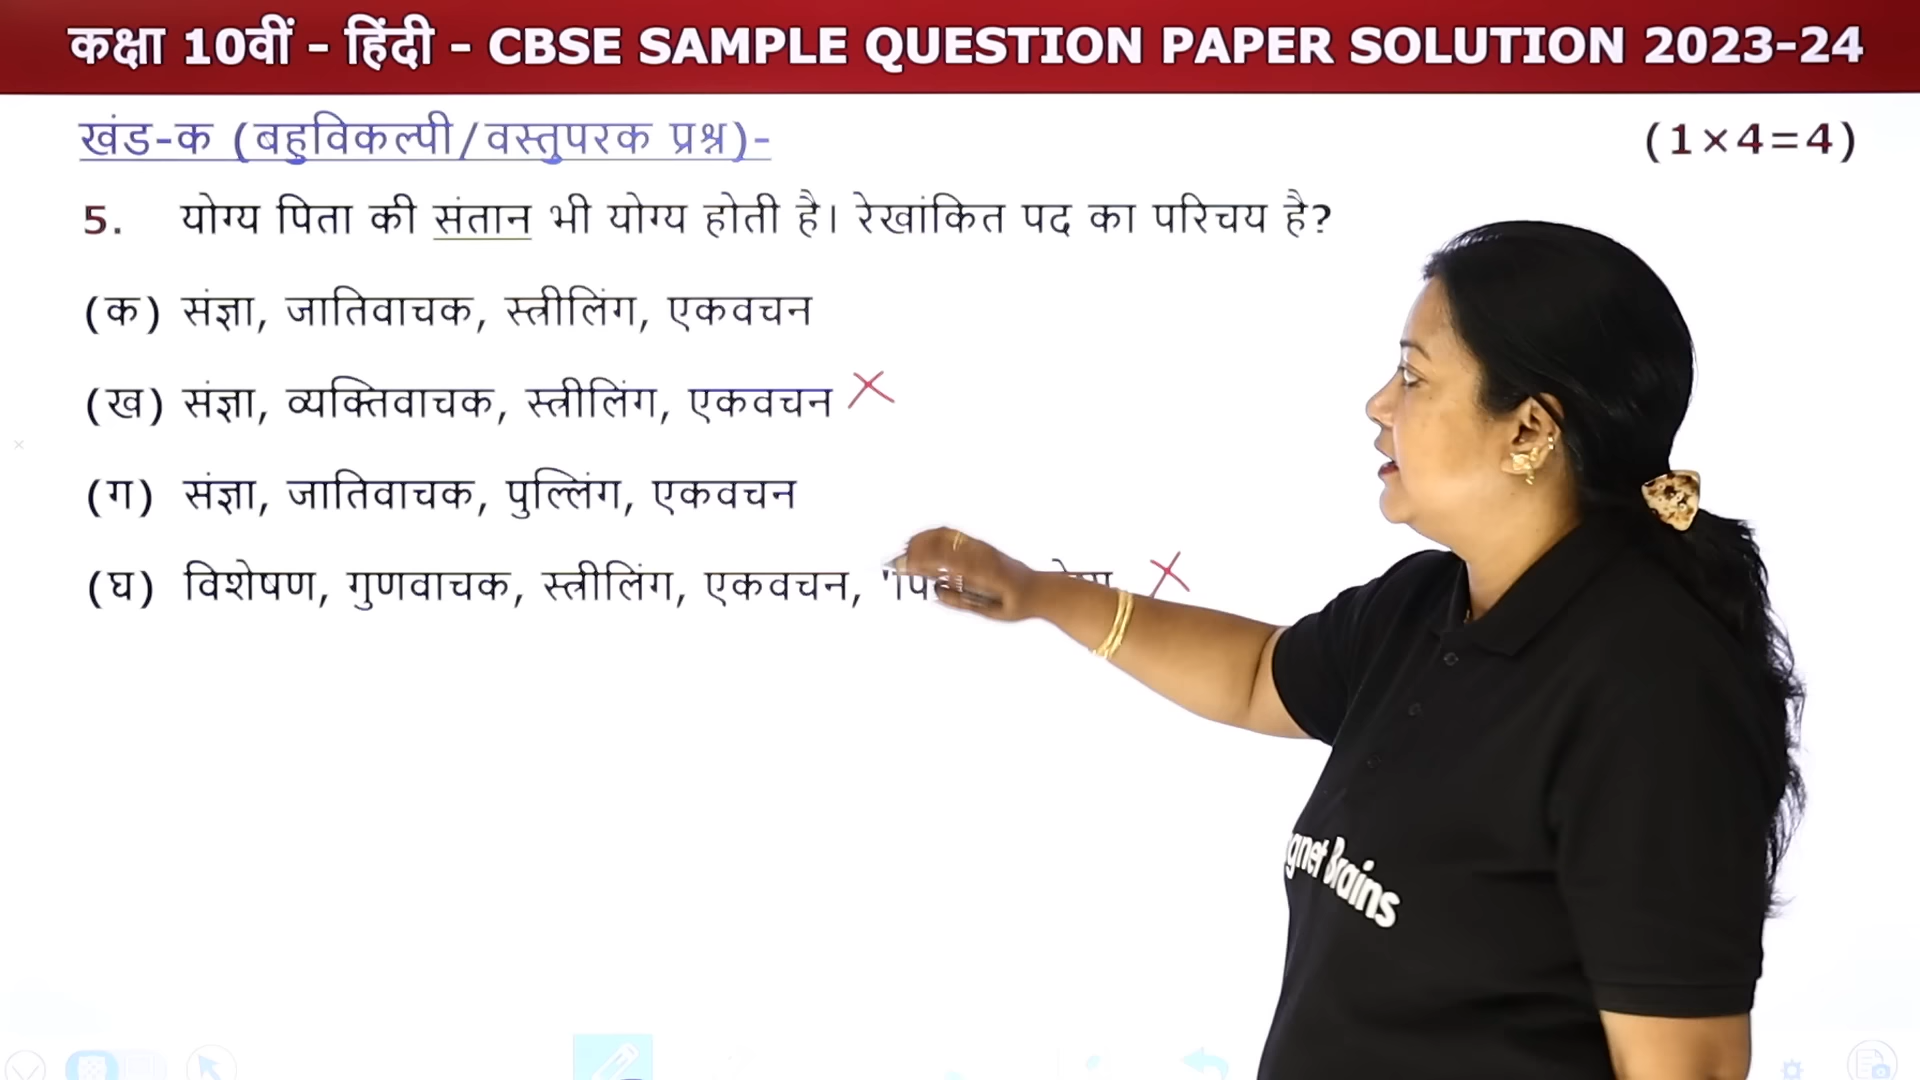 कक्षा 10वीं - हिंदी - CBSE SAMPLE QUESTION PAPER SOLUTION 2023-24
खंड-क (बहुविकल्पी/वस्तुपरक प्रश्न)- (1×4=4)
5. योग्य पिता की संतान भी योग्य होती है। रेखांकित पद का परिचय है?
(क) संज्ञा, जातिवाचक, स्त्रीलिंग, एकवचन
(ख) संज्ञा, व्यक्तिवाचक, स्त्रीलिंग, एकवचन
(ग) संज्ञा, जातिवाचक, पुल्लिंग, एकवचन
(घ) विशेषण, गुणवाचक, स्त्रीलिंग, एकवचन,
Brains